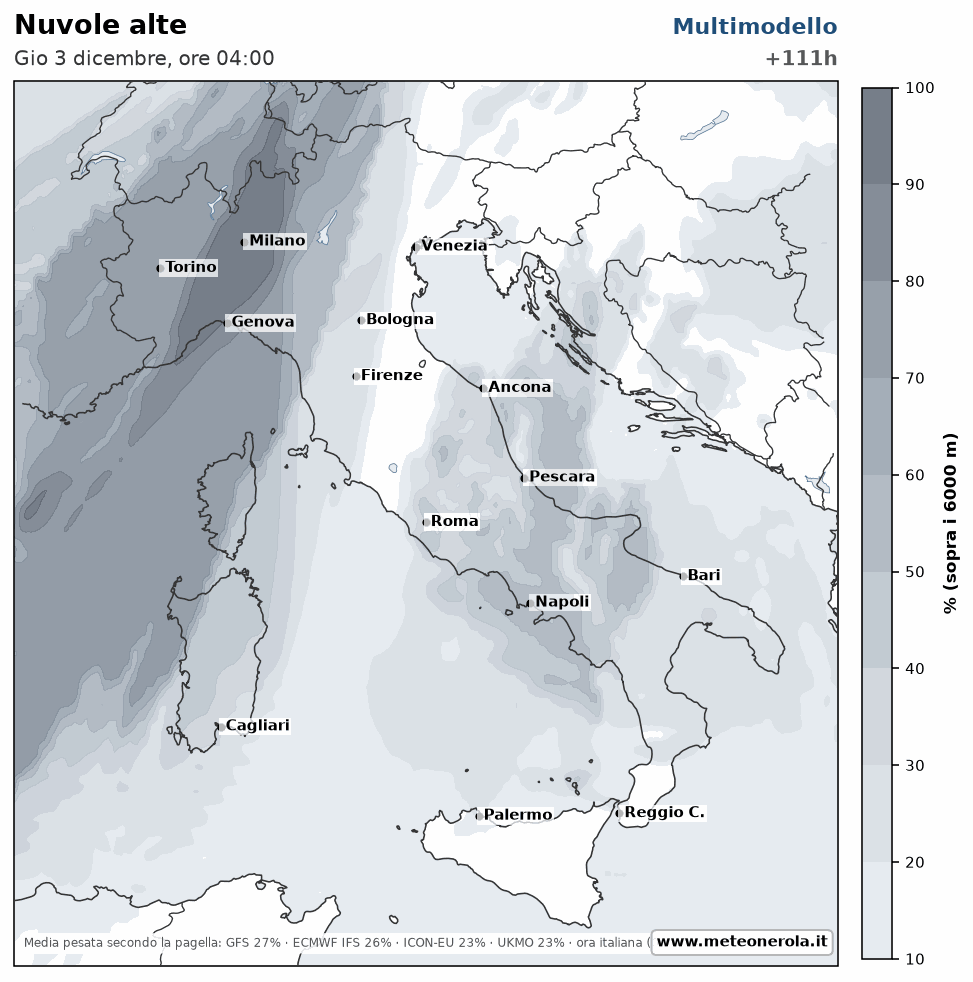 Nuvole alte
Multimodello
Gio 3 dicembre, ore 04:00
+111h
100
90
80
70
60
50
40
30
20
10
% (sopra i 6000 m)
Milano
Venezia
Torino
Genova
Bologna
Firenze
Ancona
Pescara
Roma
Bari
Napoli
Cagliari
Palermo
Reggio C.
Media pesata secondo la pagella: GFS 27% · ECMWF IFS 26% · ICON-EU 23% · UKMO 23% · ora italiana (
www.meteonerola.it